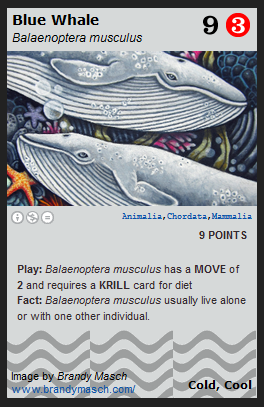 Blue Whale 9 3
Balaenoptera musculus
Animalia,Chordata,Mammalia
9 POINTS
Play: Balaenoptera musculus has a MOVE of
2 and requires a KRILL card for diet
Fact: Balaenoptera musculus usually live alone
or with one other individual.
Image by Brandy Masch
www.brandymasch.com/
Cold, Cool